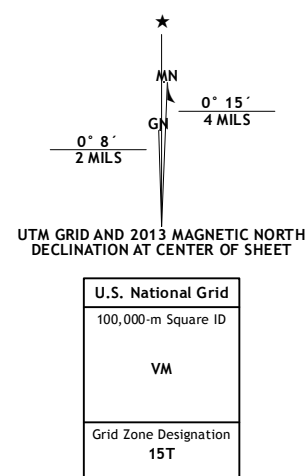 ★
MN
0° 15´
4 MILS
GN
0° 8´
2 MILS
UTM GRID AND 2013 MAGNETIC NORTH
DECLINATION AT CENTER OF SHEET
U.S. National Grid
100,000-m Square ID
VM
Grid Zone Designation
15T